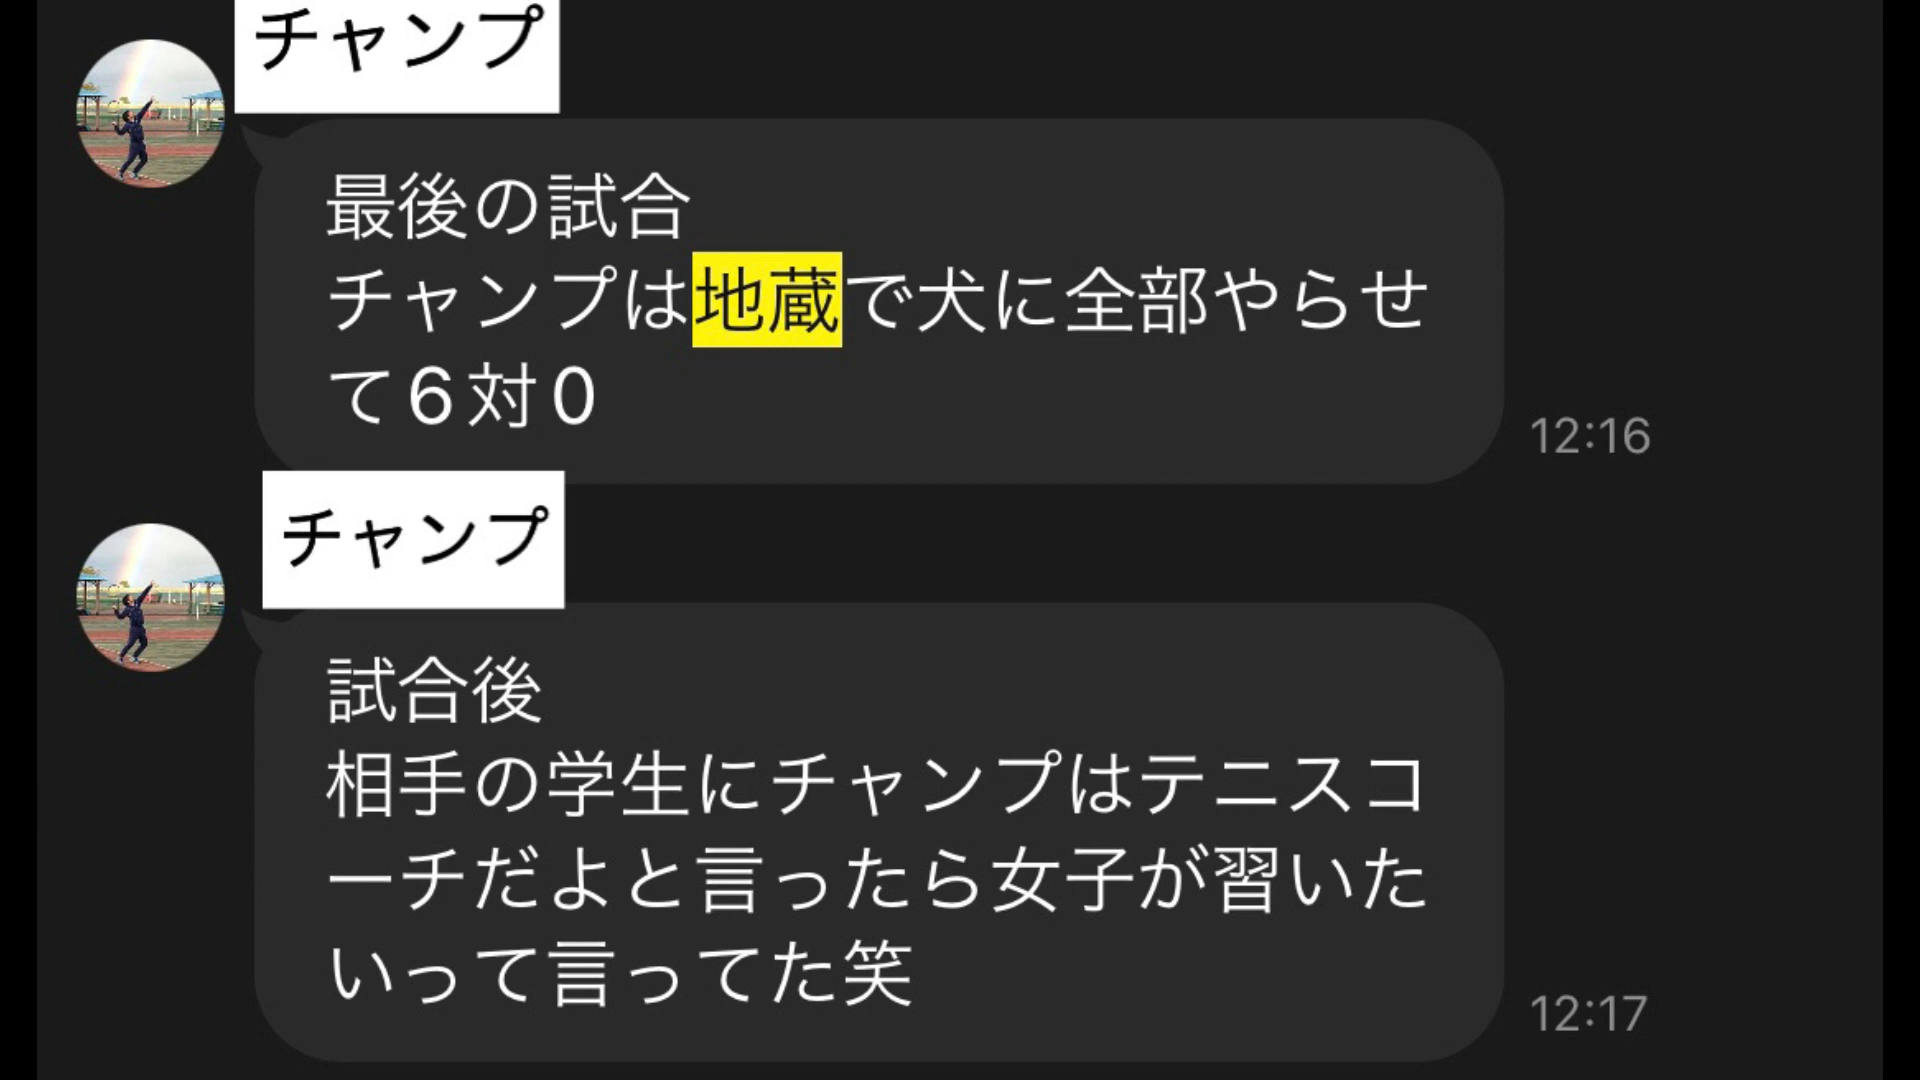 チャンプ
最後の試合
チャンプは地蔵で犬に全部やらせ
て6対0
12:16
チャンプ
試合後
相手の学生にチャンプはテニスコ
ーチだよと言ったら女子が習いた
いって言ってた笑
12:17